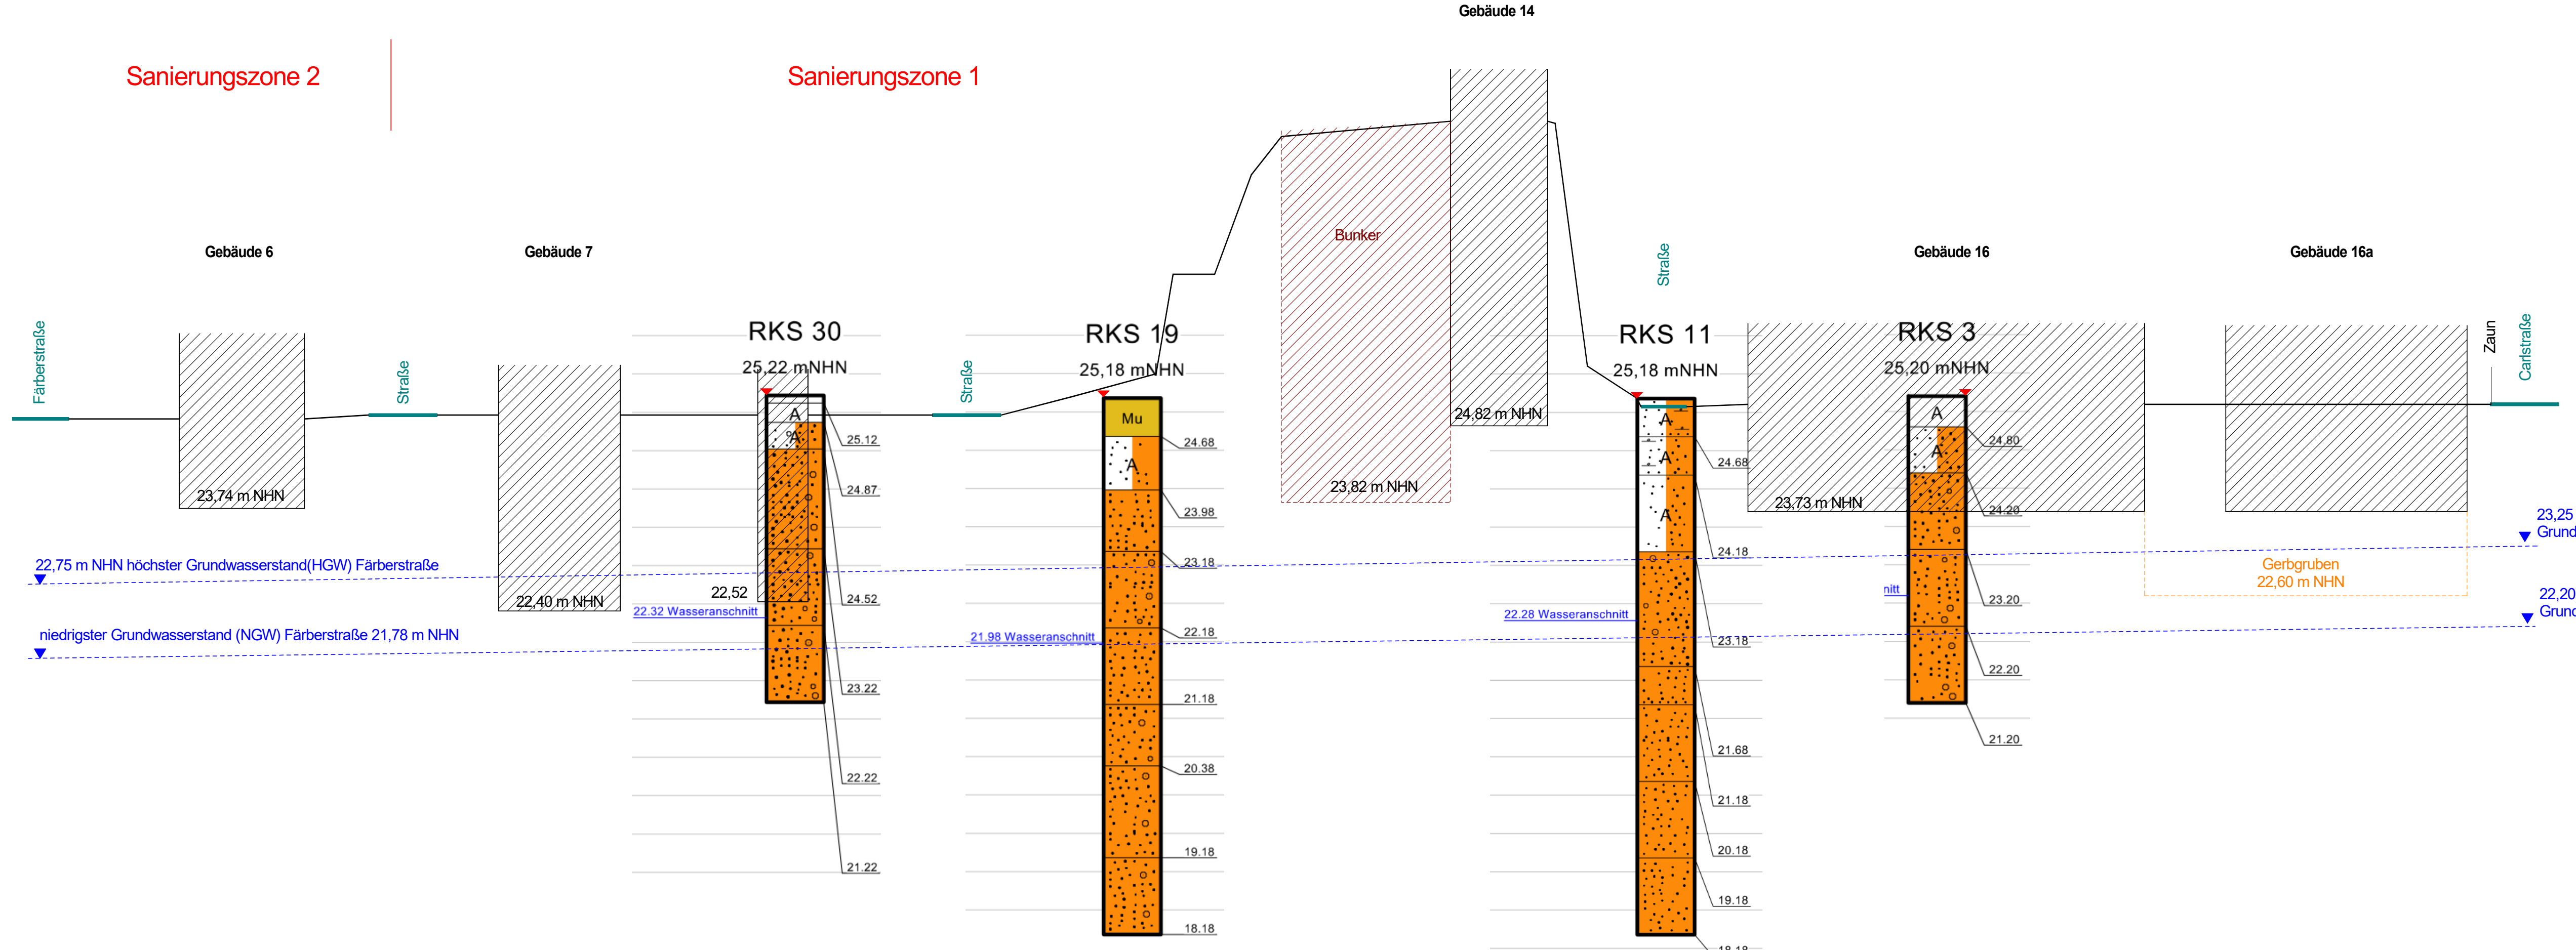 Gebäude 14
Sanierungszone 2
Sanierungszone 1
Bunker
Gebäude 6
Gebäude 7
Straße
Gebäude 16
Gebäude 16a
Färberstraße
Straße
RKS 30
25,22 mNHN
Straße
RKS 19
25,18 mNHN
RKS 11
25,18 mNHN
RKS 3
25,20 mNHN
Zaun
Carlstraße
A
A
25.12
24.87
24.52
23.22
22.22
21.22
Mu
A
24.68
23.98
23.18
22.18
21.18
20.38
19.18
18.18
24,82 m NHN
23,82 m NHN
A
A
A
24.68
24.18
23.18
21.68
21.18
20.18
19.18
18.18
A
A
24.80
24.20
23.20
22.20
21.20
23,74 m NHN
22,40 m NHN
22,52
23,73 m NHN
22,75 m NHN höchster Grundwasserstand(HGW) Färberstraße
niedrigster Grundwasserstand (NGW) Färberstraße 21,78 m NHN
22.32 Wasseranschnitt
21.98 Wasseranschnitt
22.28 Wasseranschnitt
nitt
Gerbgruben
22,60 m NHN
23,25
Grund
22,20
Grund